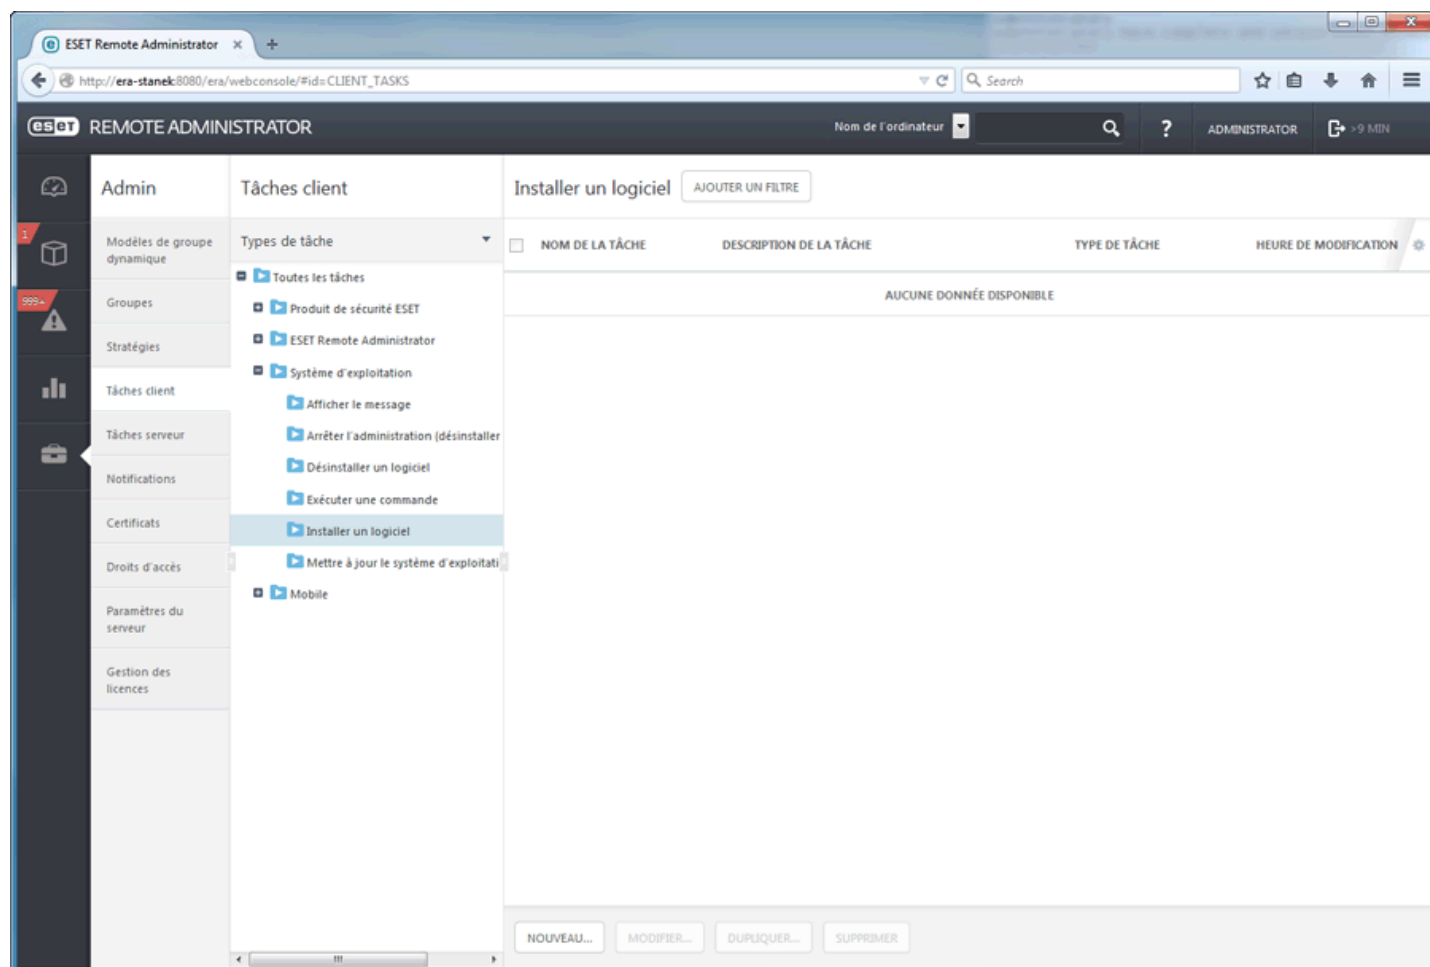 ESET Remote Administrator
http://era-stanek:8080/era/webconsole/#id=CLIENT_TASKS
Search
eset REMOTE ADMINISTRATOR
Nom de l'ordinateur
?
ADMINISTRATOR
>9 MIN
Admin
Tâches client
Installer un logiciel
AJOUTER UN FILTRE
1
999+
Modèles de groupe
dynamique
Groupes
Stratégies
Tâches client
Tâches serveur
Notifications
Certificats
Droits d'accès
Paramètres du
serveur
Gestion des
licences
Types de tâche
Toutes les tâches
Produit de sécurité ESET
ESET Remote Administrator
Système d'exploitation
Afficher le message
Arrêter l'administration (désinstaller
Désinstaller un logiciel
Exécuter une commande
Installer un logiciel
Mettre à jour le système d'exploitati
Mobile
NOM DE LA TÂCHE
DESCRIPTION DE LA TÂCHE
TYPE DE TÂCHE
HEURE DE MODIFICATION
AUCUNE DONNÉE DISPONIBLE
NOUVEAU...
MODIFIER...
DUPLIQUER...
SUPPRIMER